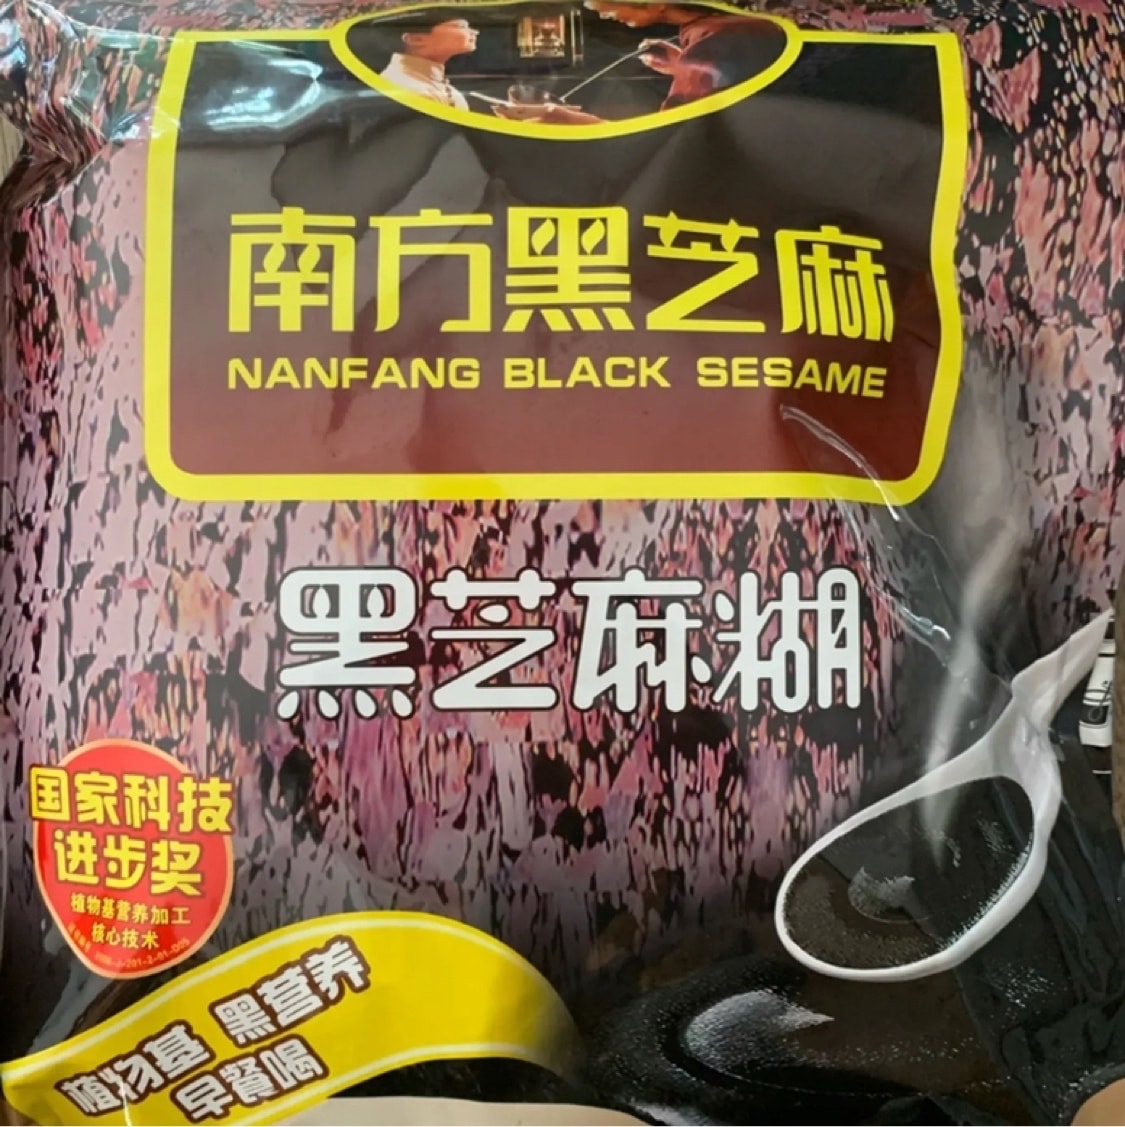 南方黑芝麻
NANFANG BLACK SESAME
黑芝麻糊
国家科技
进步奖
植物基营养加工
核心技术
植物基 黑营养
早餐喝